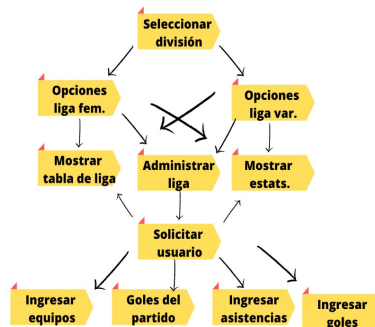 Seleccionar
división
Opciones
liga fem.
Opciones
liga var.
Mostrar
tabla de liga
Administrar
liga
Mostrar
estats.
Solicitar
usuario
Ingresar
equipos
Goles del
partido
Ingresar
asistencias
Ingresar
goles